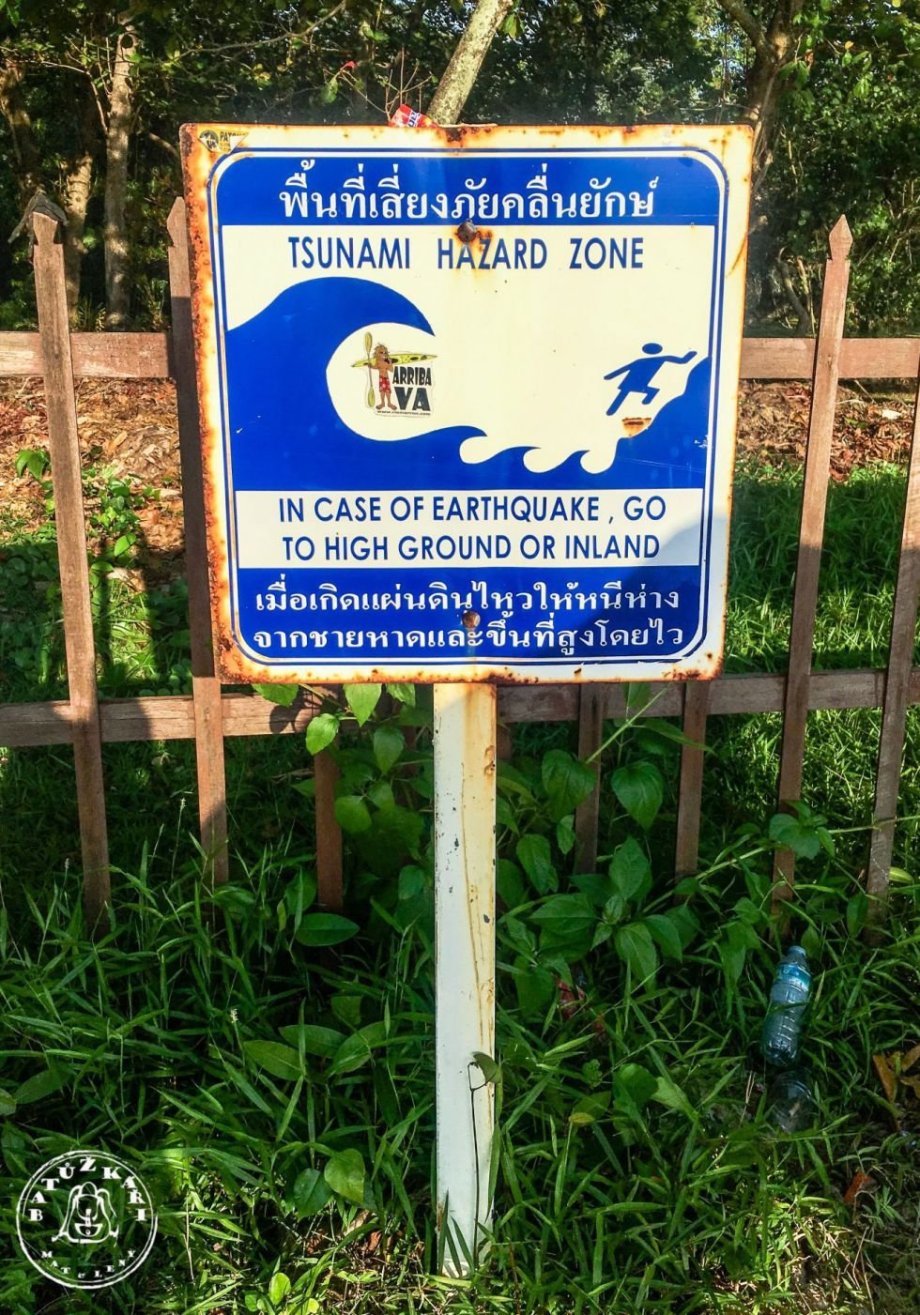 พื้นที่เสี่ยงภัยคลื่นยักษ์
TSUNAMI HAZARD ZONE
ARRIBA
VA
IN CASE OF EARTHQUAKE , GO
TO HIGH GROUND OR INLAND
เมื่อเกิดแผ่นดินไหวให้หนีห่าง
จากชายหาดและขึ้นที่สูงโดยไว
BATŮŽKÁŘI
MAT & LENY